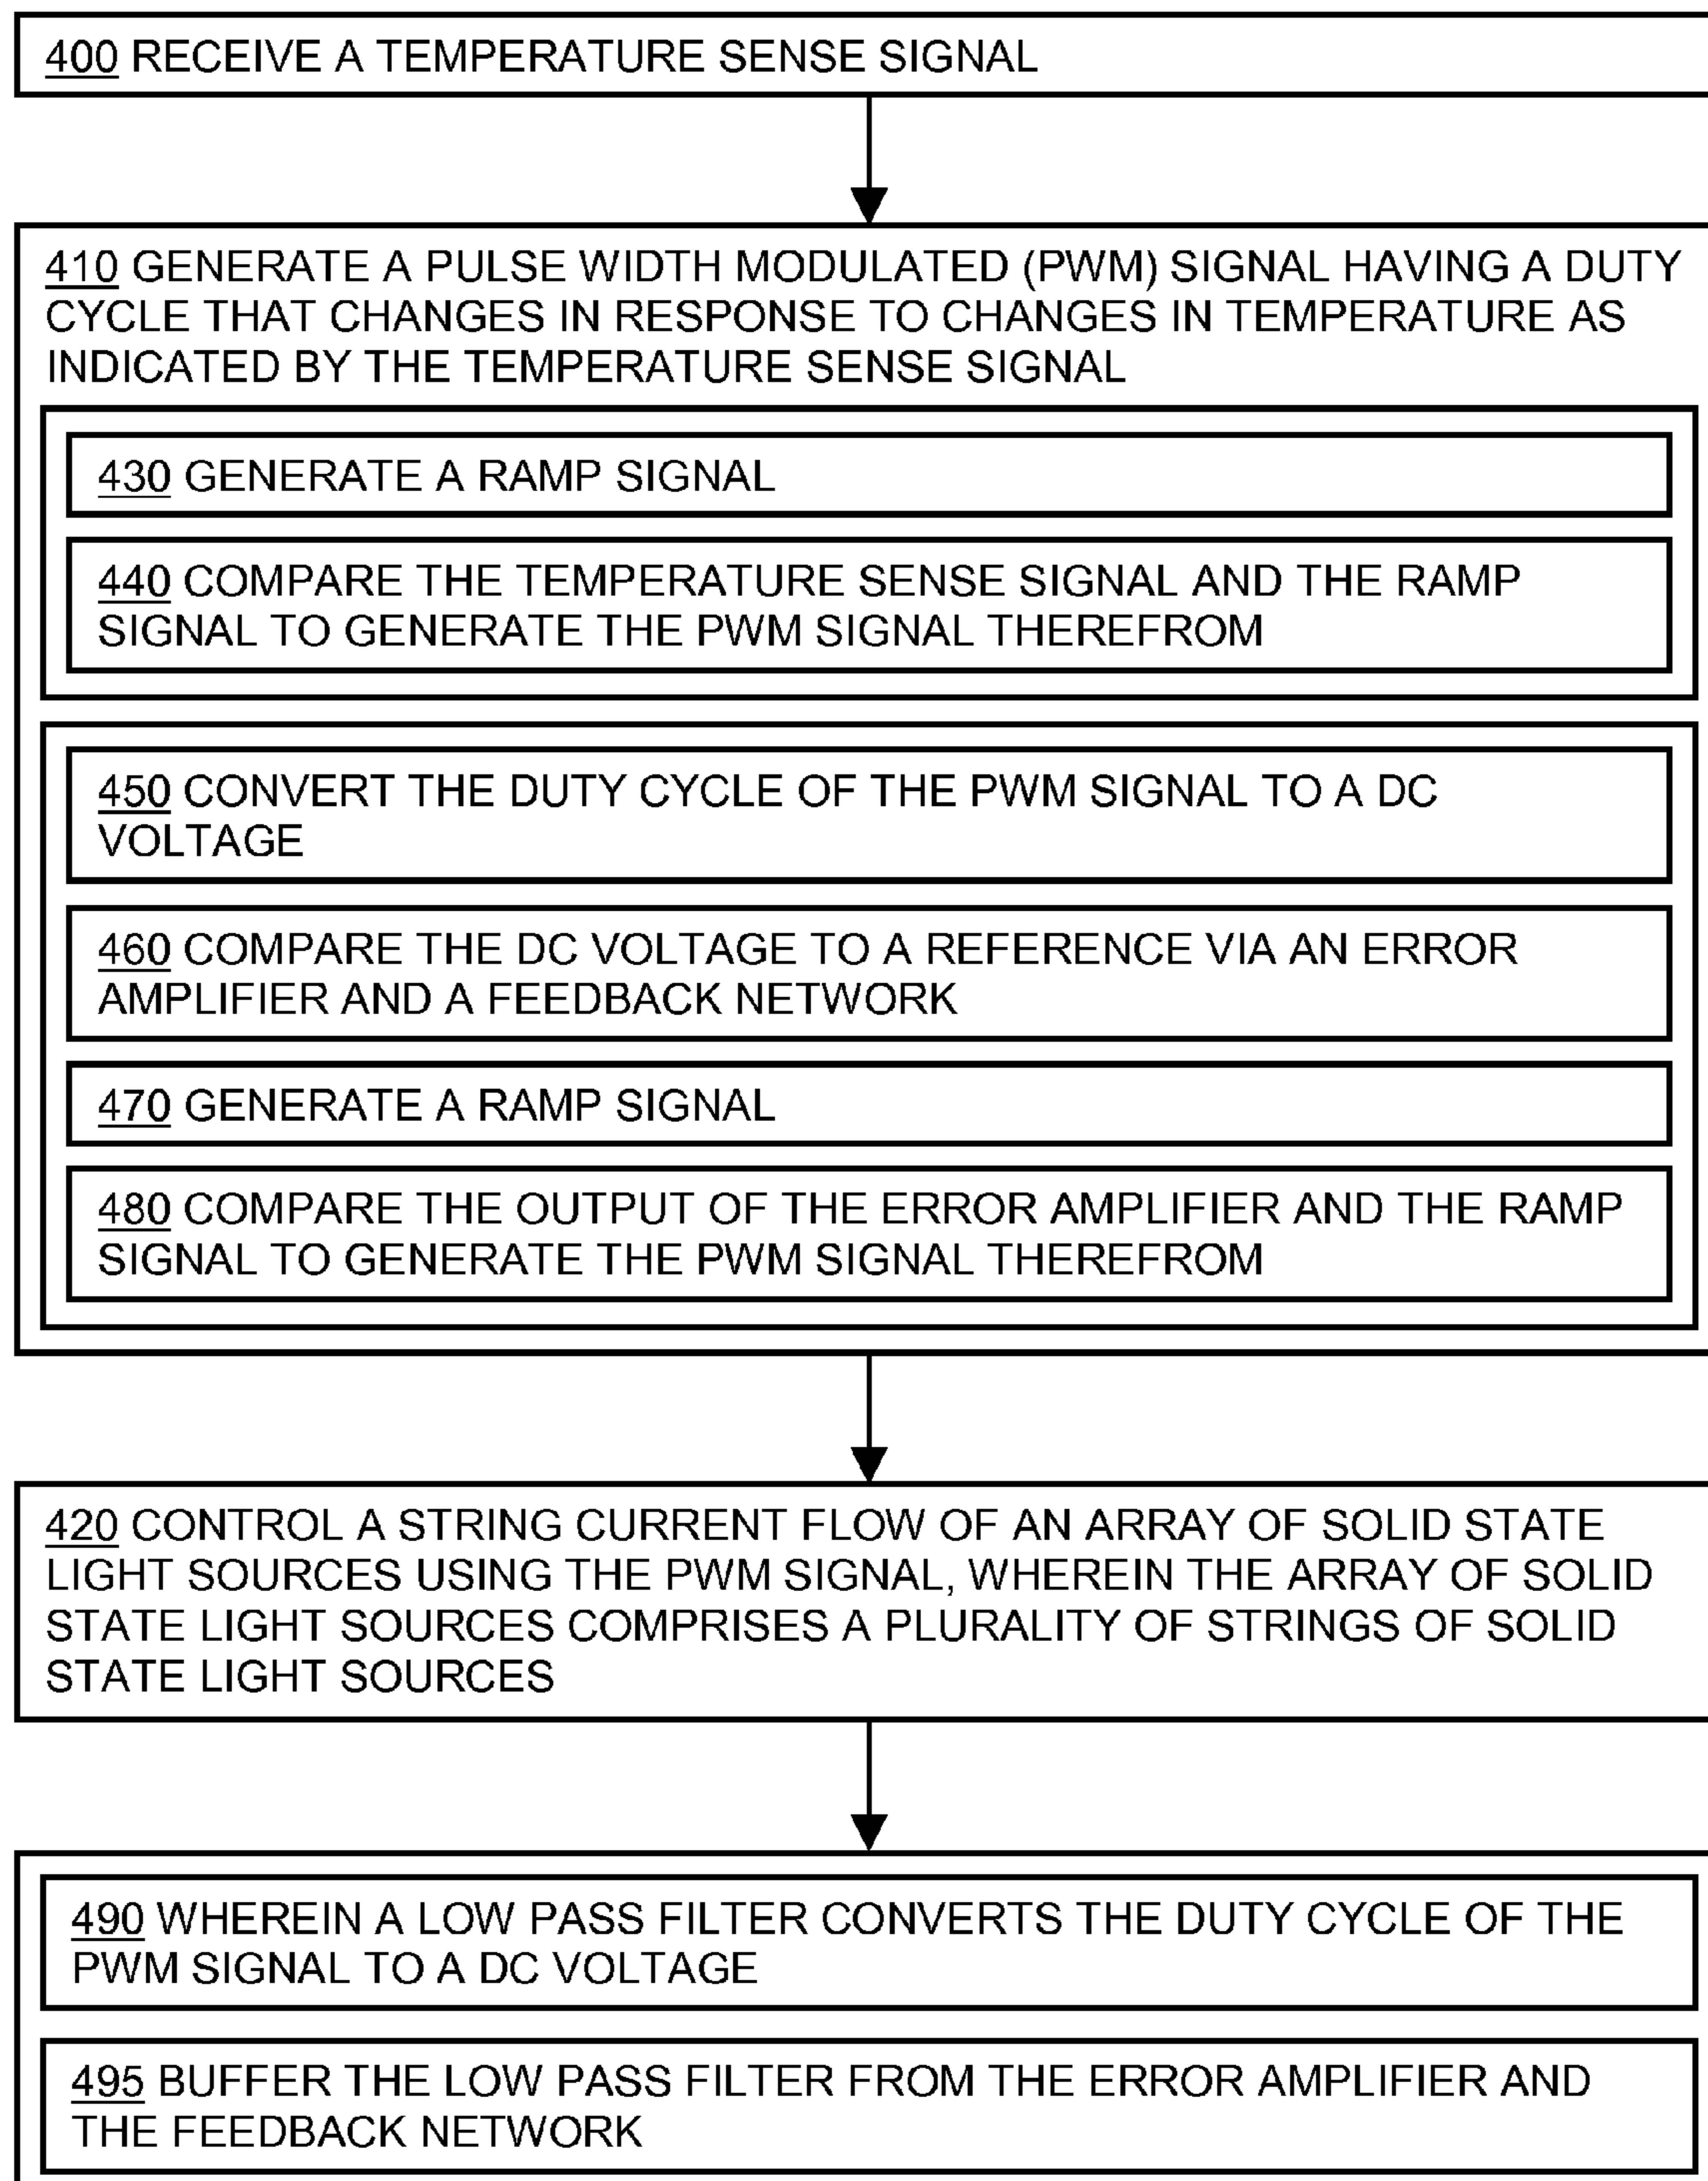 400 RECEIVE A TEMPERATURE SENSE SIGNAL
410 GENERATE A PULSE WIDTH MODULATED (PWM) SIGNAL HAVING A DUTY
CYCLE THAT CHANGES IN RESPONSE TO CHANGES IN TEMPERATURE AS
INDICATED BY THE TEMPERATURE SENSE SIGNAL
430 GENERATE A RAMP SIGNAL
440 COMPARE THE TEMPERATURE SENSE SIGNAL AND THE RAMP
SIGNAL TO GENERATE THE PWM SIGNAL THEREFROM
450 CONVERT THE DUTY CYCLE OF THE PWM SIGNAL TO A DC
VOLTAGE
460 COMPARE THE DC VOLTAGE TO A REFERENCE VIA AN ERROR
AMPLIFIER AND A FEEDBACK NETWORK
470 GENERATE A RAMP SIGNAL
480 COMPARE THE OUTPUT OF THE ERROR AMPLIFIER AND THE RAMP
SIGNAL TO GENERATE THE PWM SIGNAL THEREFROM
420 CONTROL A STRING CURRENT FLOW OF AN ARRAY OF SOLID STATE
LIGHT SOURCES USING THE PWM SIGNAL, WHEREIN THE ARRAY OF SOLID
STATE LIGHT SOURCES COMPRISES A PLURALITY OF STRINGS OF SOLID
STATE LIGHT SOURCES
490 WHEREIN A LOW PASS FILTER CONVERTS THE DUTY CYCLE OF THE
PWM SIGNAL TO A DC VOLTAGE
495 BUFFER THE LOW PASS FILTER FROM THE ERROR AMPLIFIER AND
THE FEEDBACK NETWORK